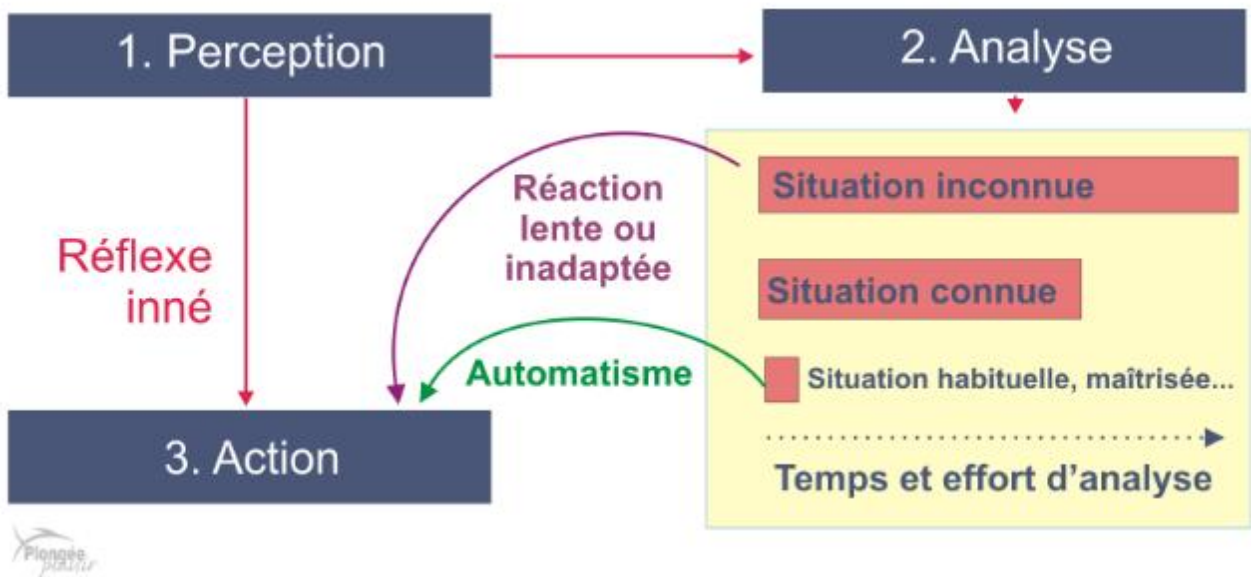 1. Perception
2. Analyse
Réflexe
inné
Réaction
lente ou
inadaptée
Automatisme
Situation inconnue
Situation connue
Situation habituelle, maîtrisée...
Temps et effort d'analyse
3. Action
Plongée
plaisir